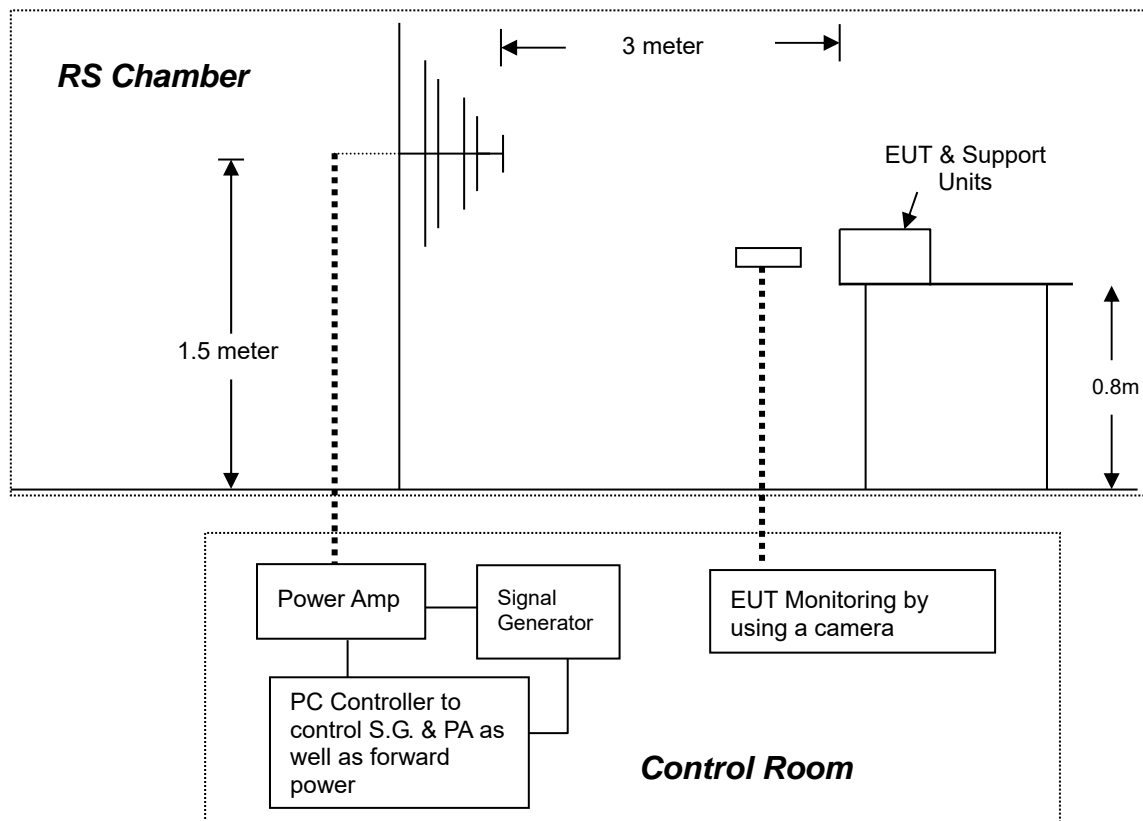 3 meter
RS Chamber
EUT & Support
Units
1.5 meter
0.8m
Power Amp
Signal
Generator
EUT Monitoring by
using a camera
PC Controller to
control S.G. & PA as
well as forward
power
Control Room